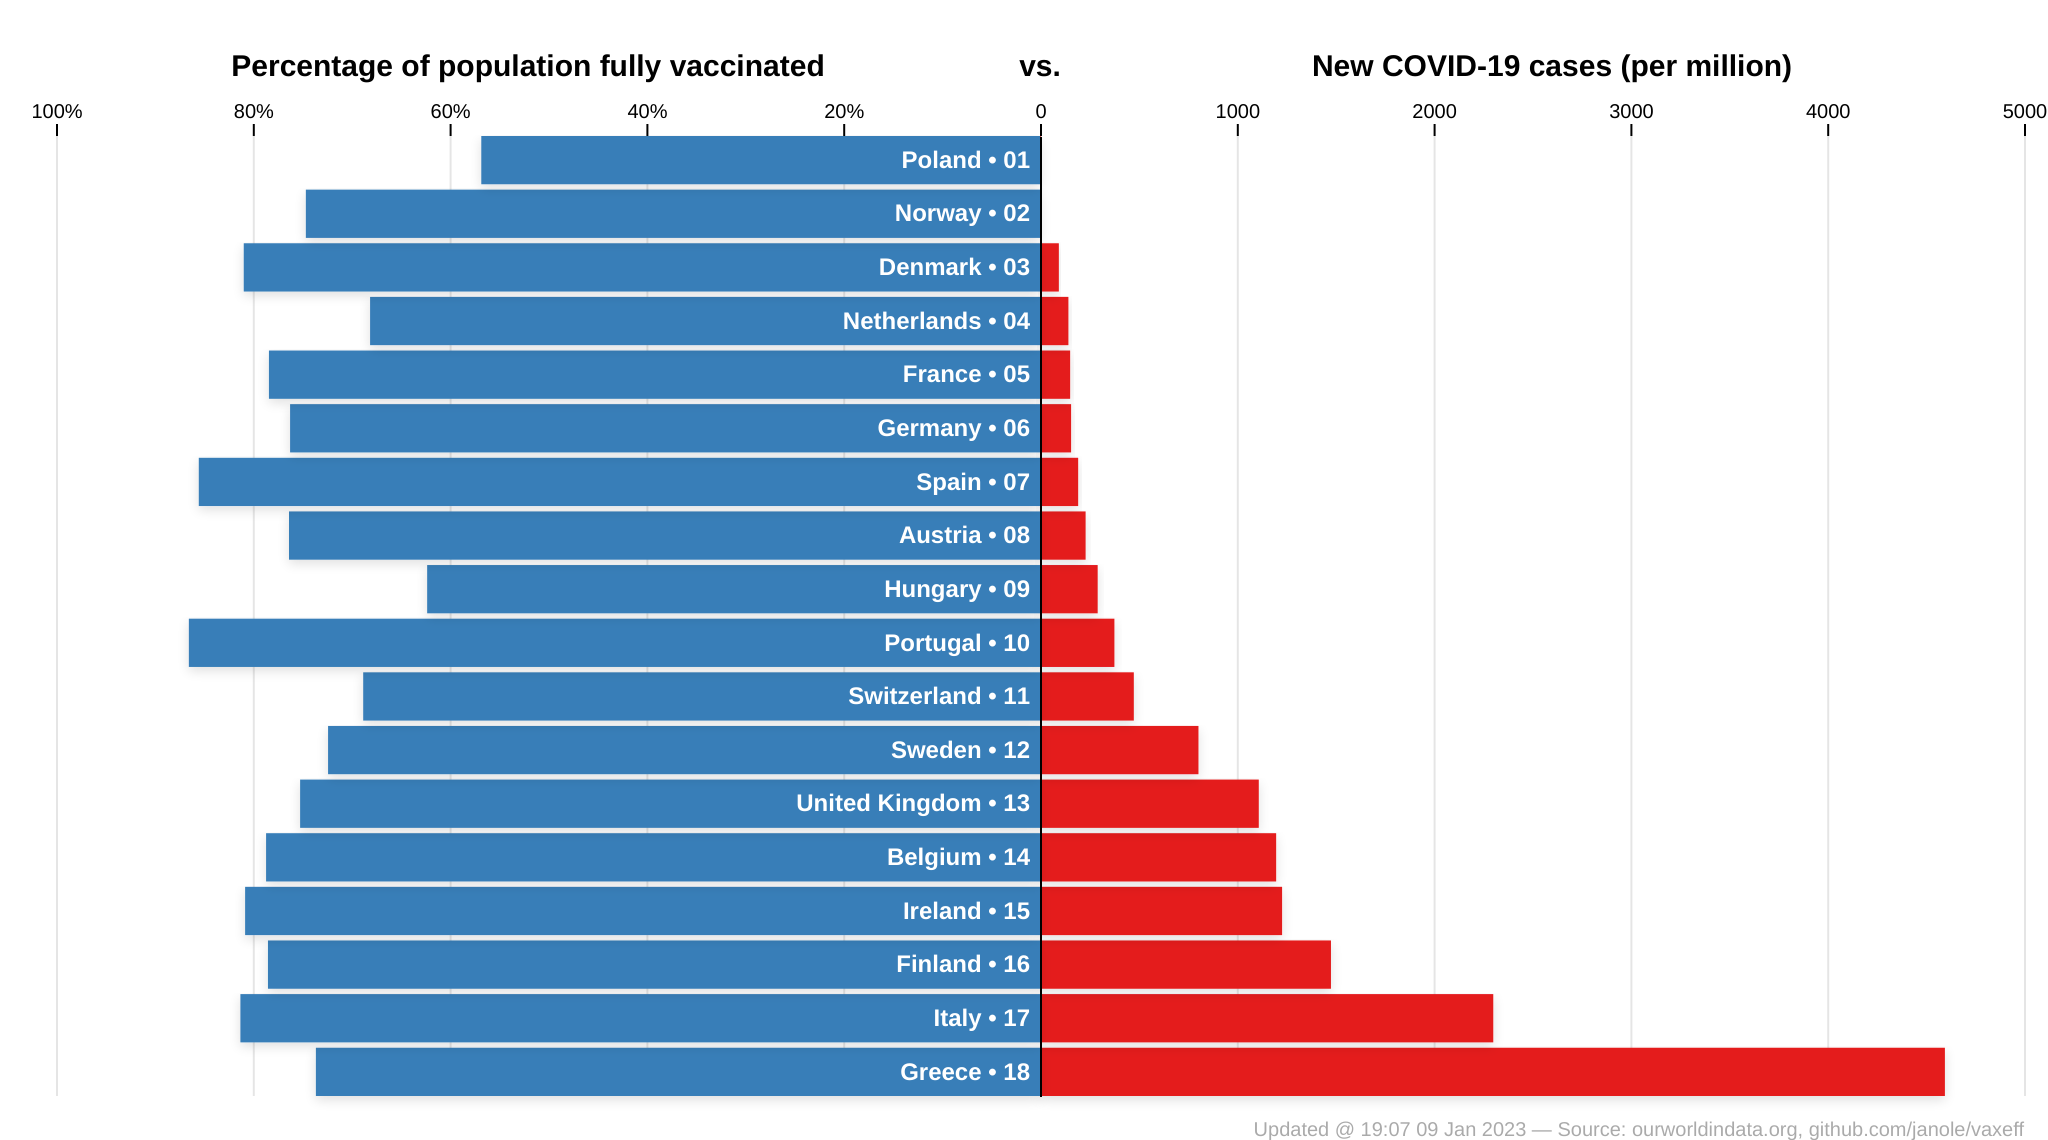 Percentage of population fully vaccinated vs. New COVID-19 cases (per million)
100% 80% 60% 40% 20% 0 1000 2000 3000 4000 5000
Poland • 01
Norway • 02
Denmark • 03
Netherlands • 04
France • 05
Germany • 06
Spain • 07
Austria • 08
Hungary • 09
Portugal • 10
Switzerland • 11
Sweden • 12
United Kingdom • 13
Belgium • 14
Ireland • 15
Finland • 16
Italy • 17
Greece • 18
Updated @ 19:07 09 Jan 2023 — Source: ourworldindata.org, github.com/janole/vaxeff